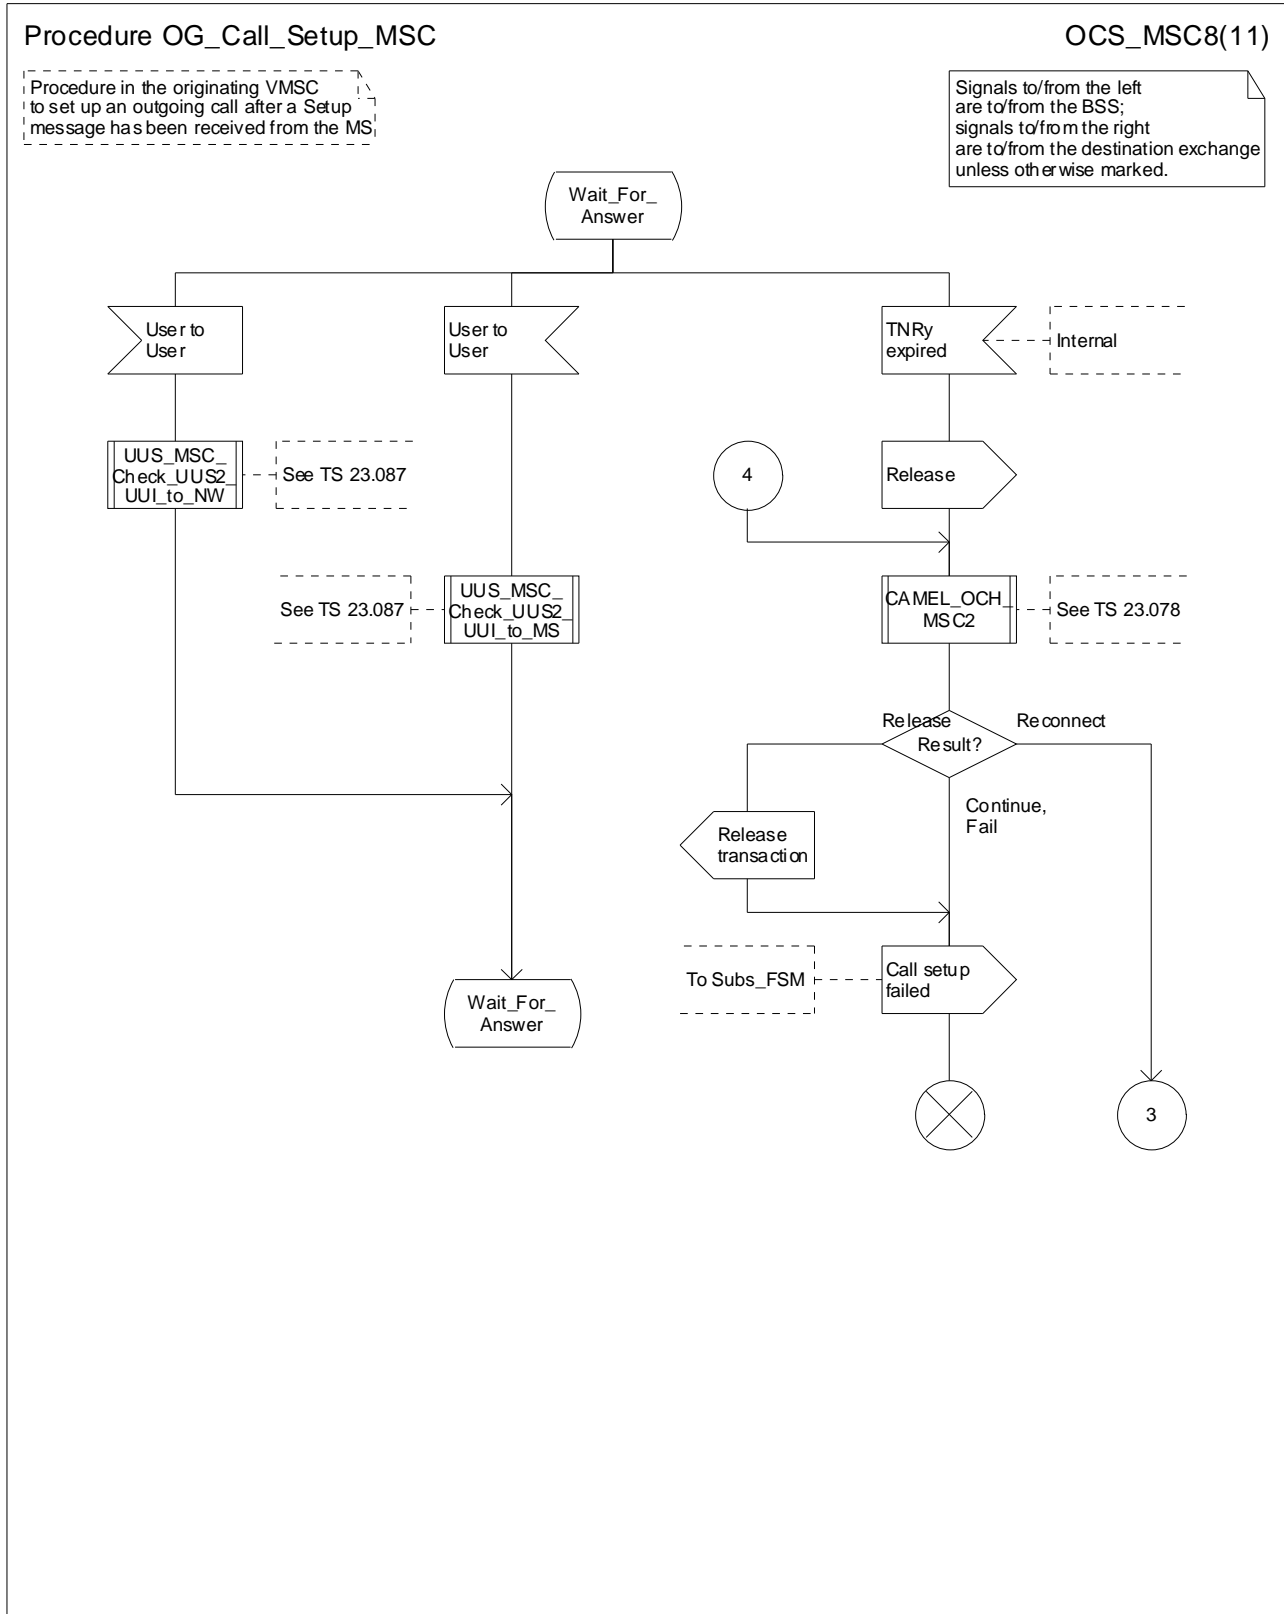 Procedure OG_Call_Setup_MSC
OCS_MSC8(11)
Procedure in the originating VMSC
to set up an outgoing call after a Setup
message has been received from the MS
Signals to/from the left
are to/from the BSS;
signals to/from the right
are to/from the destination exchange
unless otherwise marked.
Wait_For_
Answer
User to
User
User to
User
TNRy
expired
Internal
UUS_MSC_
Check_UUS2_
UUI_to_NW
See TS 23.087
4
Release
See TS 23.087
UUS_MSC_
Check_UUS2_
UUI_to_MS
CAMEL_OCH_
MSC2
See TS 23.078
Release
Reconnect
Result?
Continue,
Fail
Release
transaction
To Subs_FSM
Call setup
failed
Wait_For_
Answer
3